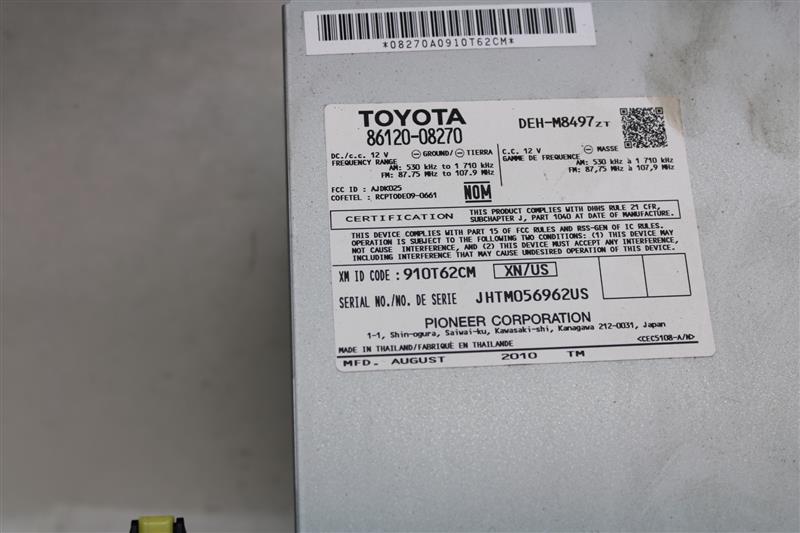 *08270A0910T62CM*
TOYOTA
86120-08270
DEH-M8497ZT
DC./c.c. 12 V ⊖ GROUND/⊖ TIERRA
FREQUENCY RANGE
AM: 530 kHz to 1 710 kHz
FM: 87.75 MHz to 107.9 MHz
C.C. 12 V ⊖ MASSE
GAMME DE FREQUENCE
AM: 530 kHz à 1 710 kHz
FM: 87,75 MHz à 107,9 MHz
FCC ID : AJDK025
COFETEL : RCPTODE09-0661
NOM
CERTIFICATION
THIS PRODUCT COMPLIES WITH DHHS RULE 21 CFR,
SUBCHAPTER J, PART 1040 AT DATE OF MANUFACTURE.
THIS DEVICE COMPLIES WITH PART 15 OF FCC RULES AND RSS-GEN OF IC RULES.
OPERATION IS SUBJECT TO THE FOLLOWING TWO CONDITIONS: (1) THIS DEVICE MAY
NOT CAUSE INTERFERENCE, AND (2) THIS DEVICE MUST ACCEPT ANY INTERFERENCE,
INCLUDING INTERFERENCE THAT MAY CAUSE UNDESIRED OPERATION OF THIS DEVICE.
XM ID CODE : 910T62CM XN/US
SERIAL NO./NO. DE SERIE JHTM056962US
PIONEER CORPORATION
1-1, Shin-ogura, Saiwai-ku, Kawasaki-shi, Kanagawa 212-0031, Japan
MADE IN THAILAND/FABRIQUÉ EN THAILANDE <CEC5108-A/N>
MFD. AUGUST 2010 TM